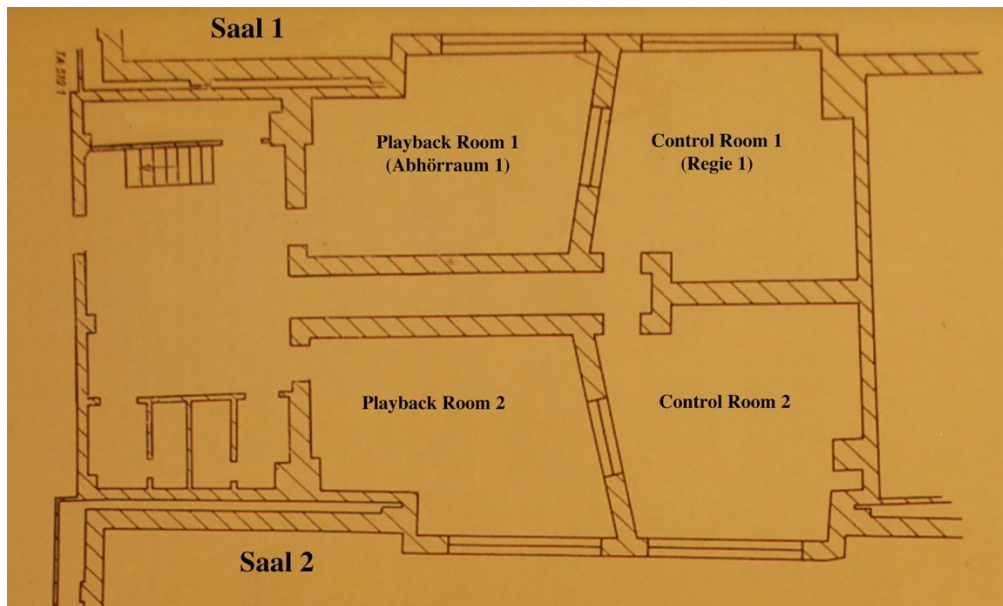 Saal 1
Playback Room 1
(Abhörraum 1)
Control Room 1
(Regie 1)
Playback Room 2
Control Room 2
Saal 2